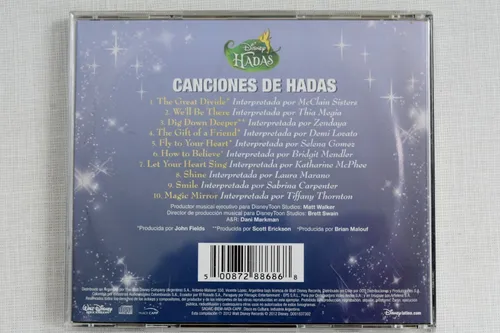 Disney
HADAS
CANCIONES DE HADAS
1. The Great Divide* Interpretada por McClain Sisters
2. We'll Be There Interpretada por Thia Megia
3. Dig Down Deeper** Interpretada por Zendaya
4. The Gift of a Friend* Interpretada por Demi Lovato
5. Fly to Your Heart* Interpretada por Selena Gomez
6. How to Believe* Interpretada por Bridgit Mendler
7. Let Your Heart Sing Interpretada por Katharine McPhee
8. Shine Interpretada por Laura Marano
9. Smile Interpretada por Sabrina Carpenter
10. Magic Mirror Interpretada por Tiffany Thornton
Productor musical ejecutivo para DisneyToon Studios: Matt Walker
Director de producción musical para DisneyToon Studios: Brett Swain
A&R: Dani Markman
*Producida por John Fields **Producida por Scott Erickson Producida por Brian Malouf
5 00872 88686 8
Walt Disney
RECORDS
Disneylatino.com